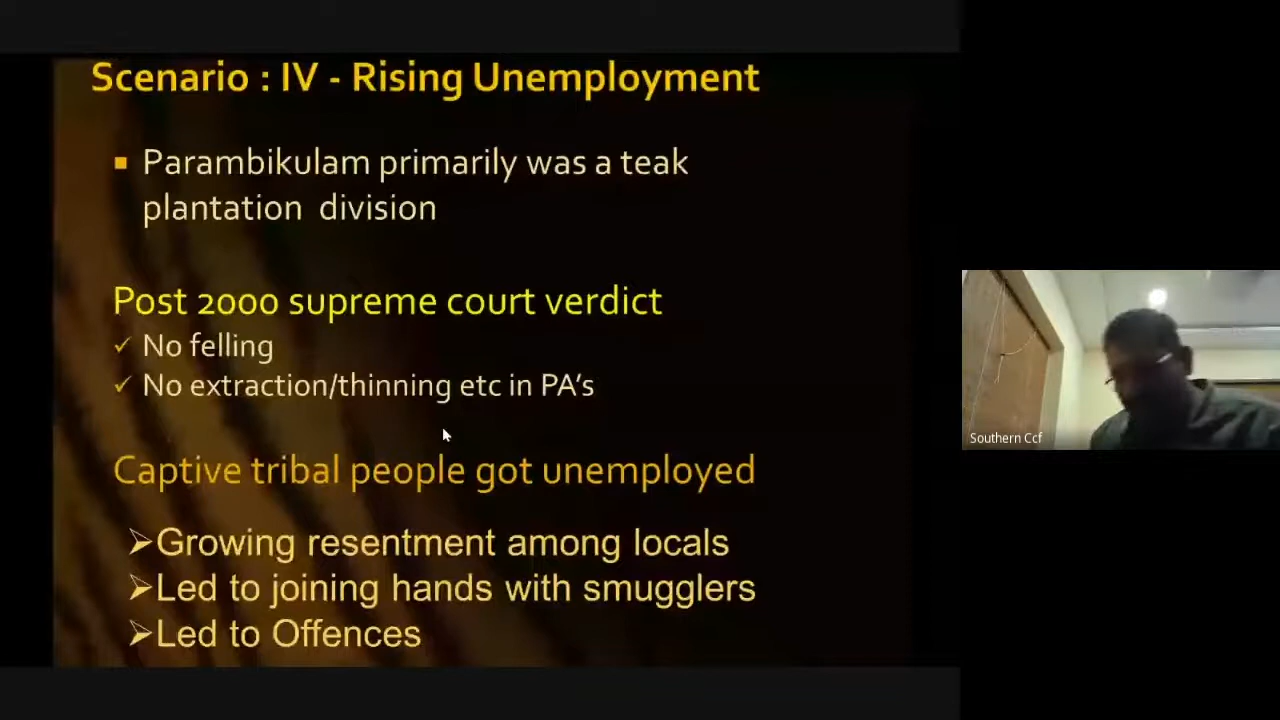 Scenario : IV - Rising Unemployment
▪ Parambikulam primarily was a teak
plantation division
Post 2000 supreme court verdict
✓ No felling
✓ No extraction/thinning etc in PA’s
Captive tribal people got unemployed
➢Growing resentment among locals
➢Led to joining hands with smugglers
➢Led to Offences
Southern Ccf